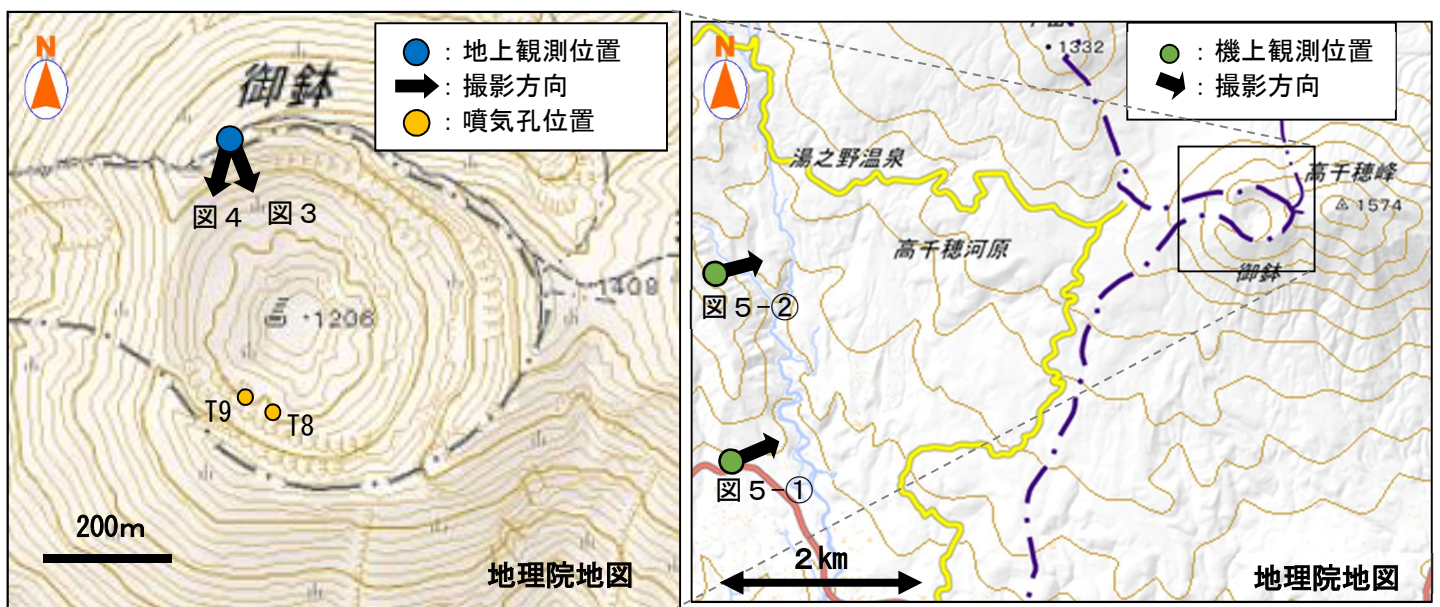 N
御鉢
：地上観測位置
：撮影方向
：噴気孔位置
図４
図３
1408
1206
T9
T8
200m
地理院地図
N
1332
：機上観測位置
：撮影方向
湯之野温泉
高千穂峰
1574
高千穂河原
御鉢
図５-②
図５-①
２km
地理院地図